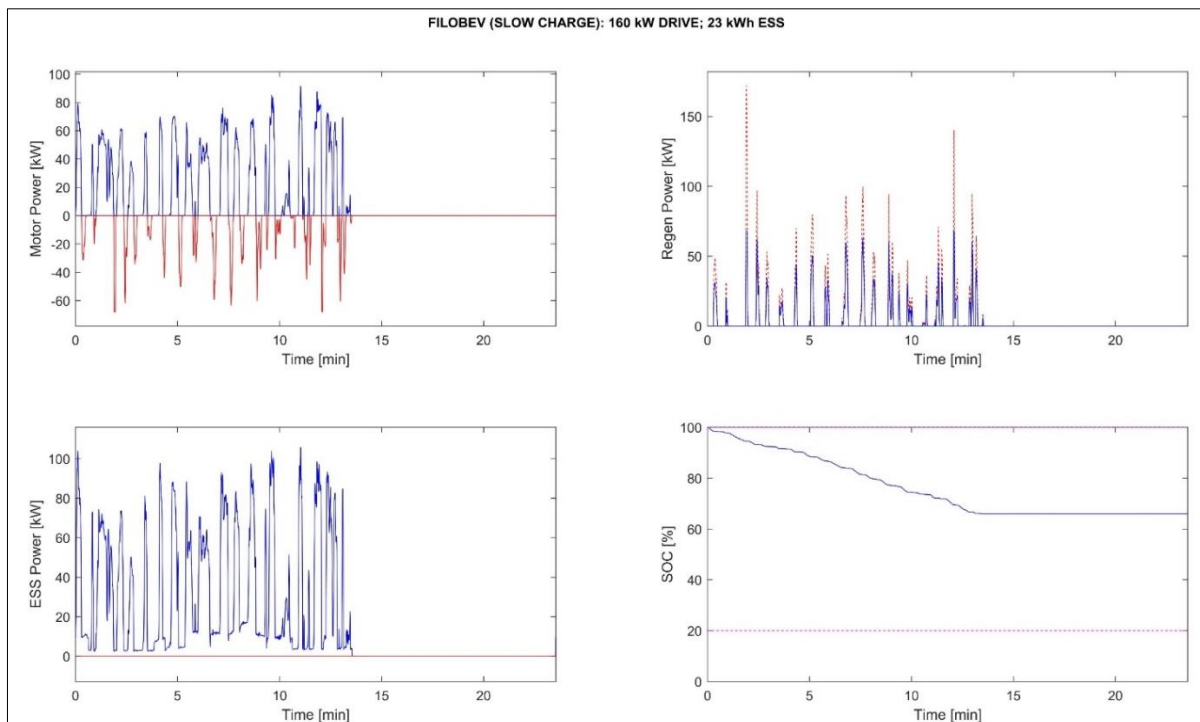 FILOBEV (SLOW CHARGE): 160 kW DRIVE; 23 kWh ESS
100
80
60
40
20
0
-20
-40
-60
Motor Power [kW]
0 5 10 15 20
Time [min]
150
100
50
0
Regen Power [kW]
0 5 10 15 20
Time [min]
100
80
60
40
20
0
ESS Power [kW]
0 5 10 15 20
Time [min]
100
80
60
40
20
0
SOC [%]
0 5 10 15 20
Time [min]